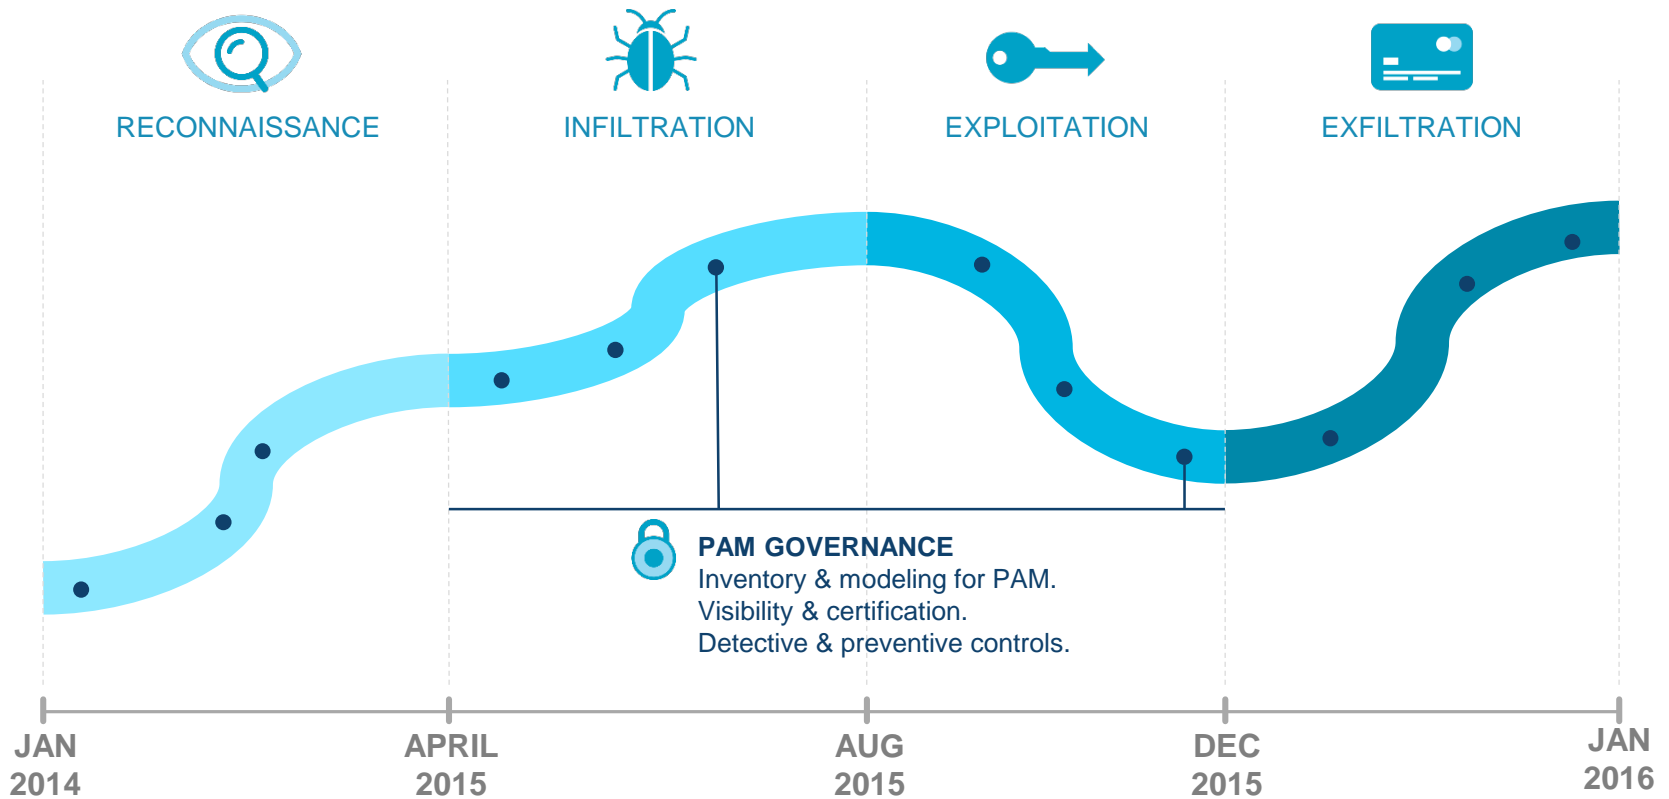 RECONNAISSANCE
INFILTRATION
EXPLOITATION
EXFILTRATION
PAM GOVERNANCE
Inventory & modeling for PAM.
Visibility & certification.
Detective & preventive controls.
JAN
2014
APRIL
2015
AUG
2015
DEC
2015
JAN
2016